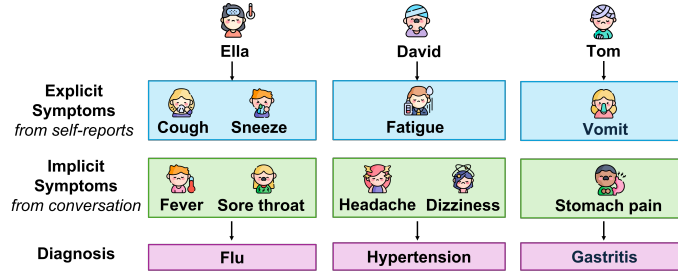 Ella David Tom
Explicit
Symptoms
from self-reports
Cough Sneeze Fatigue Vomit
Implicit
Symptoms
from conversation
Fever Sore throat Headache Dizziness Stomach pain
Diagnosis Flu Hypertension Gastritis